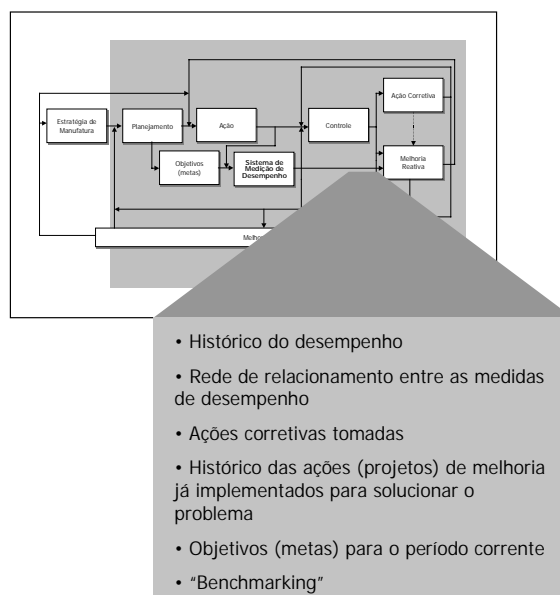 Estratégia de
Manufatura
Planejamento
Ação
Controle
Ação Corretiva
Objetivos
(metas)
Sistema de
Medição de
Desempenho
Melhoria
Reativa
Melho
• Histórico do desempenho
• Rede de relacionamento entre as medidas
de desempenho
• Ações corretivas tomadas
• Histórico das ações (projetos) de melhoria
já implementados para solucionar o
problema
• Objetivos (metas) para o período corrente
• “Benchmarking”